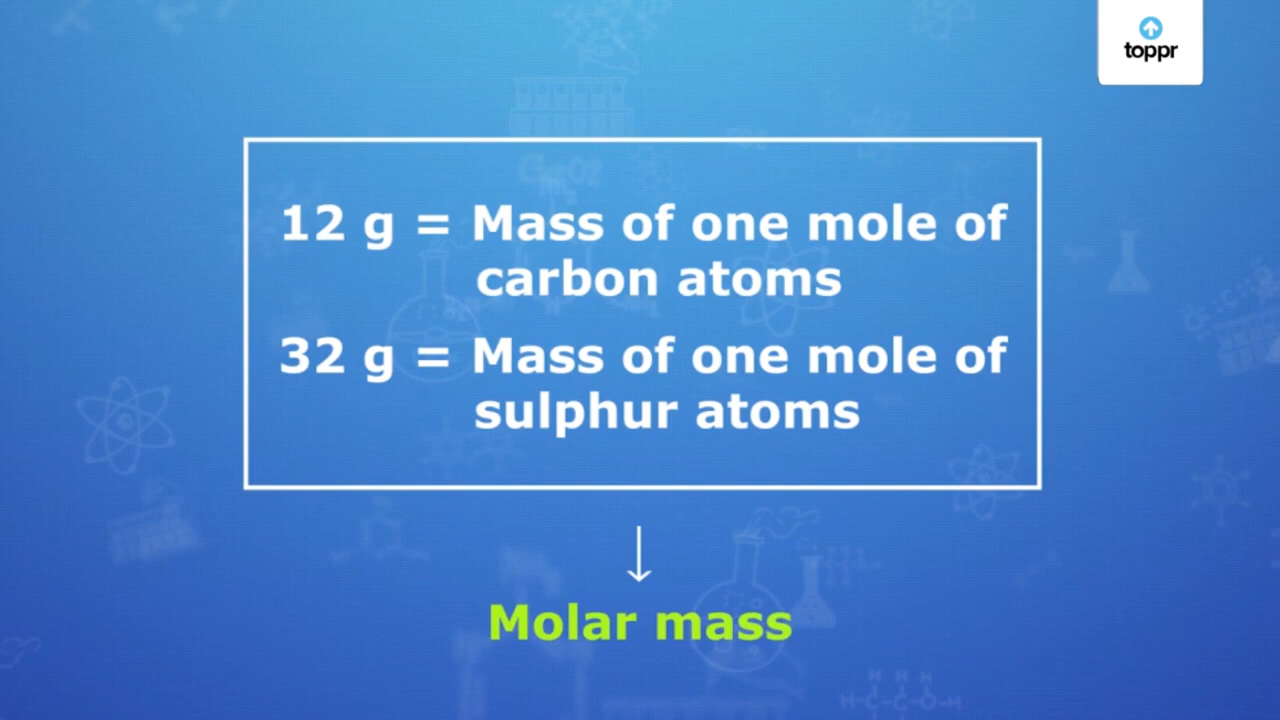 toppr
12 g = Mass of one mole of
carbon atoms
32 g = Mass of one mole of
sulphur atoms
↓
Molar mass